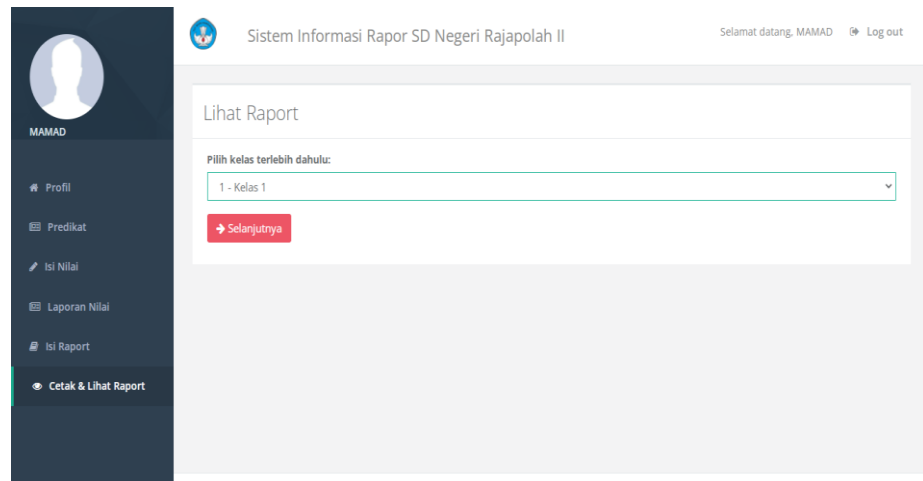 Sistem Informasi Rapor SD Negeri Rajapolah II
Selamat datang, MAMAD
Log out
MAMAD
Profil
Predikat
Isi Nilai
Laporan Nilai
Isi Raport
Cetak & Lihat Raport
Lihat Raport
Pilih kelas terlebih dahulu:
1 - Kelas 1
Selanjutnya